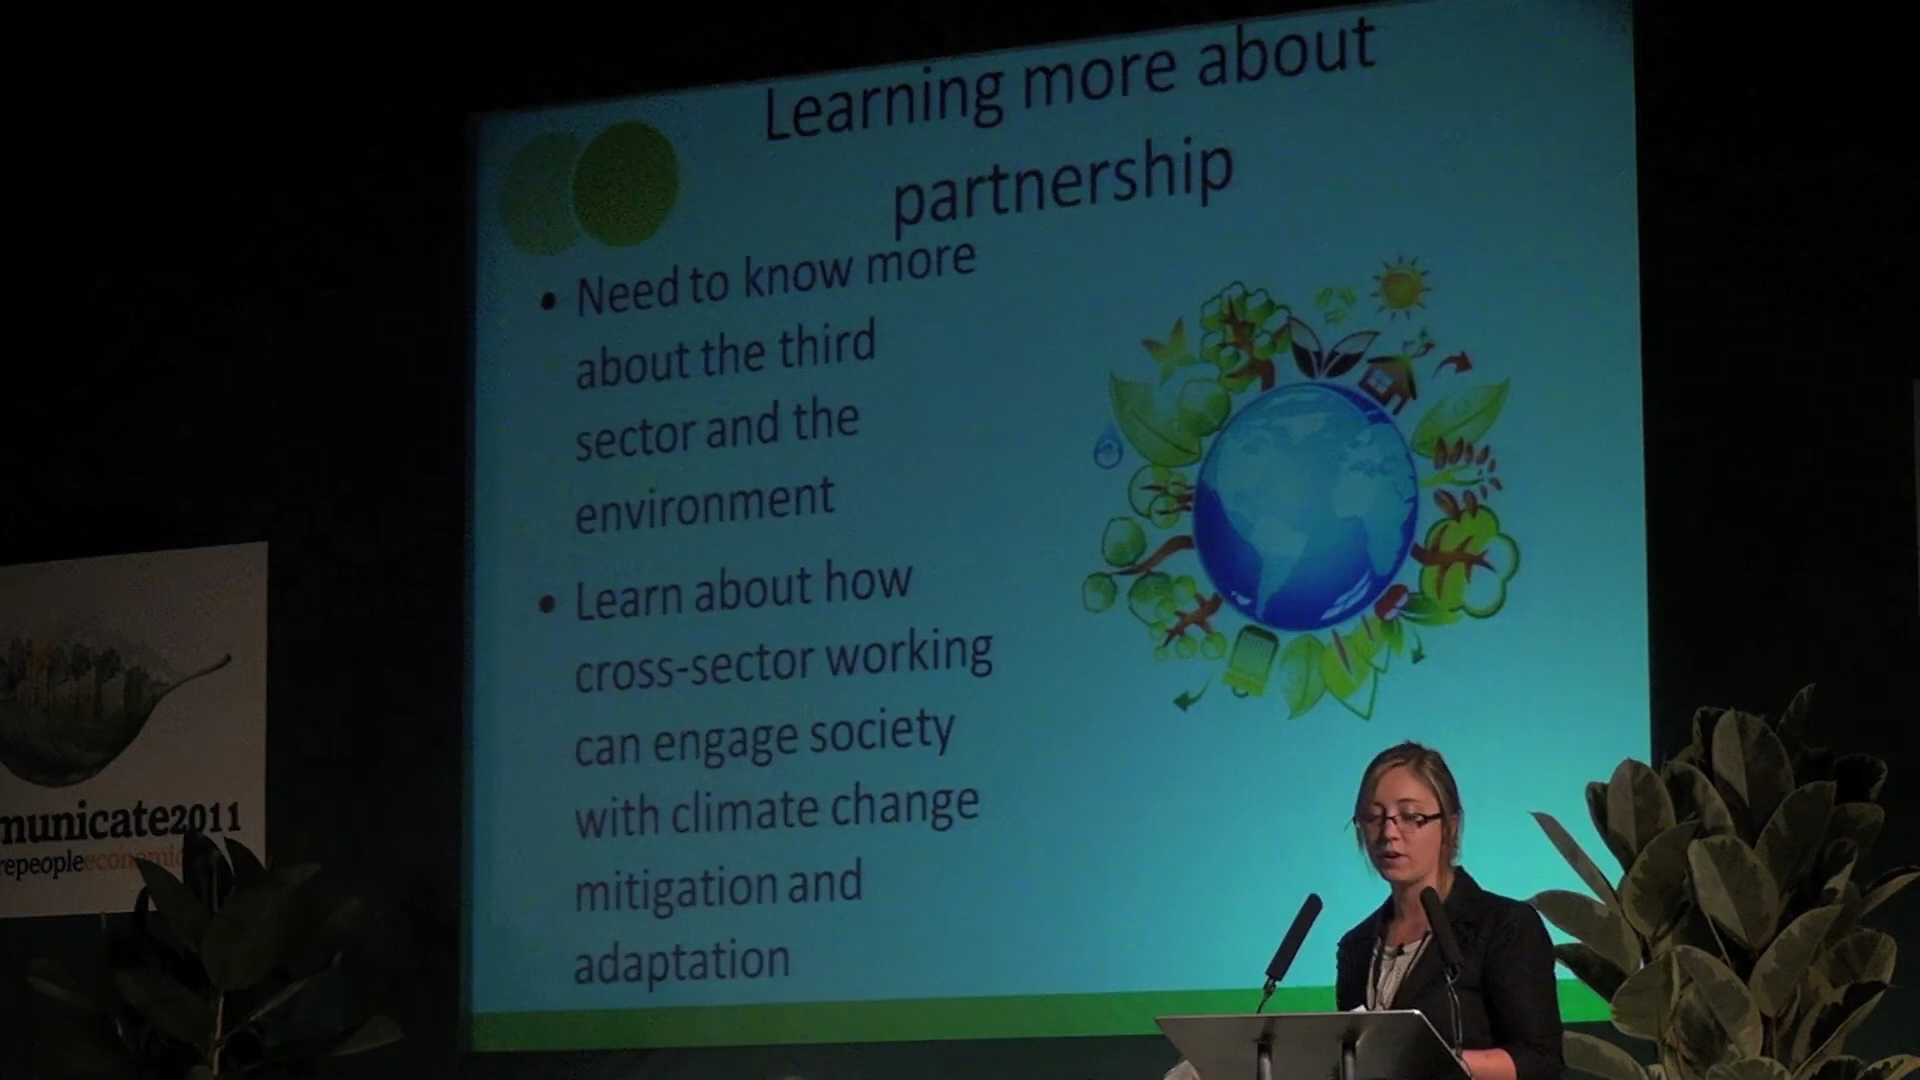 Learning more about
partnership
• Need to know more
about the third
sector and the
environment
• Learn about how
cross-sector working
can engage society
with climate change
mitigation and
adaptation
municate2011
repeopleeconomic